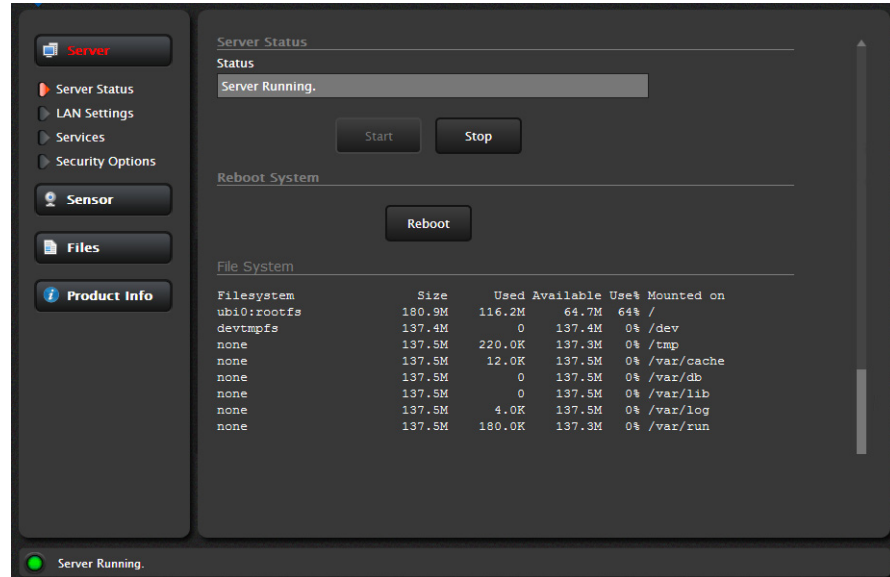 Server
Server Status
LAN Settings
Services
Security Options
Sensor
Files
Product Info
Server Status
Status
Server Running.
Start Stop
Reboot System
Reboot
File System
Filesystem Size Used Available Use% Mounted on
ubi0:rootfs 180.9M 116.2M 64.7M 64% /
devtmpfs 137.4M 0 137.4M 0% /dev
none 137.5M 220.0K 137.3M 0% /tmp
none 137.5M 12.0K 137.5M 0% /var/cache
none 137.5M 0 137.5M 0% /var/db
none 137.5M 0 137.5M 0% /var/lib
none 137.5M 4.0K 137.5M 0% /var/log
none 137.5M 180.0K 137.3M 0% /var/run
Server Running.